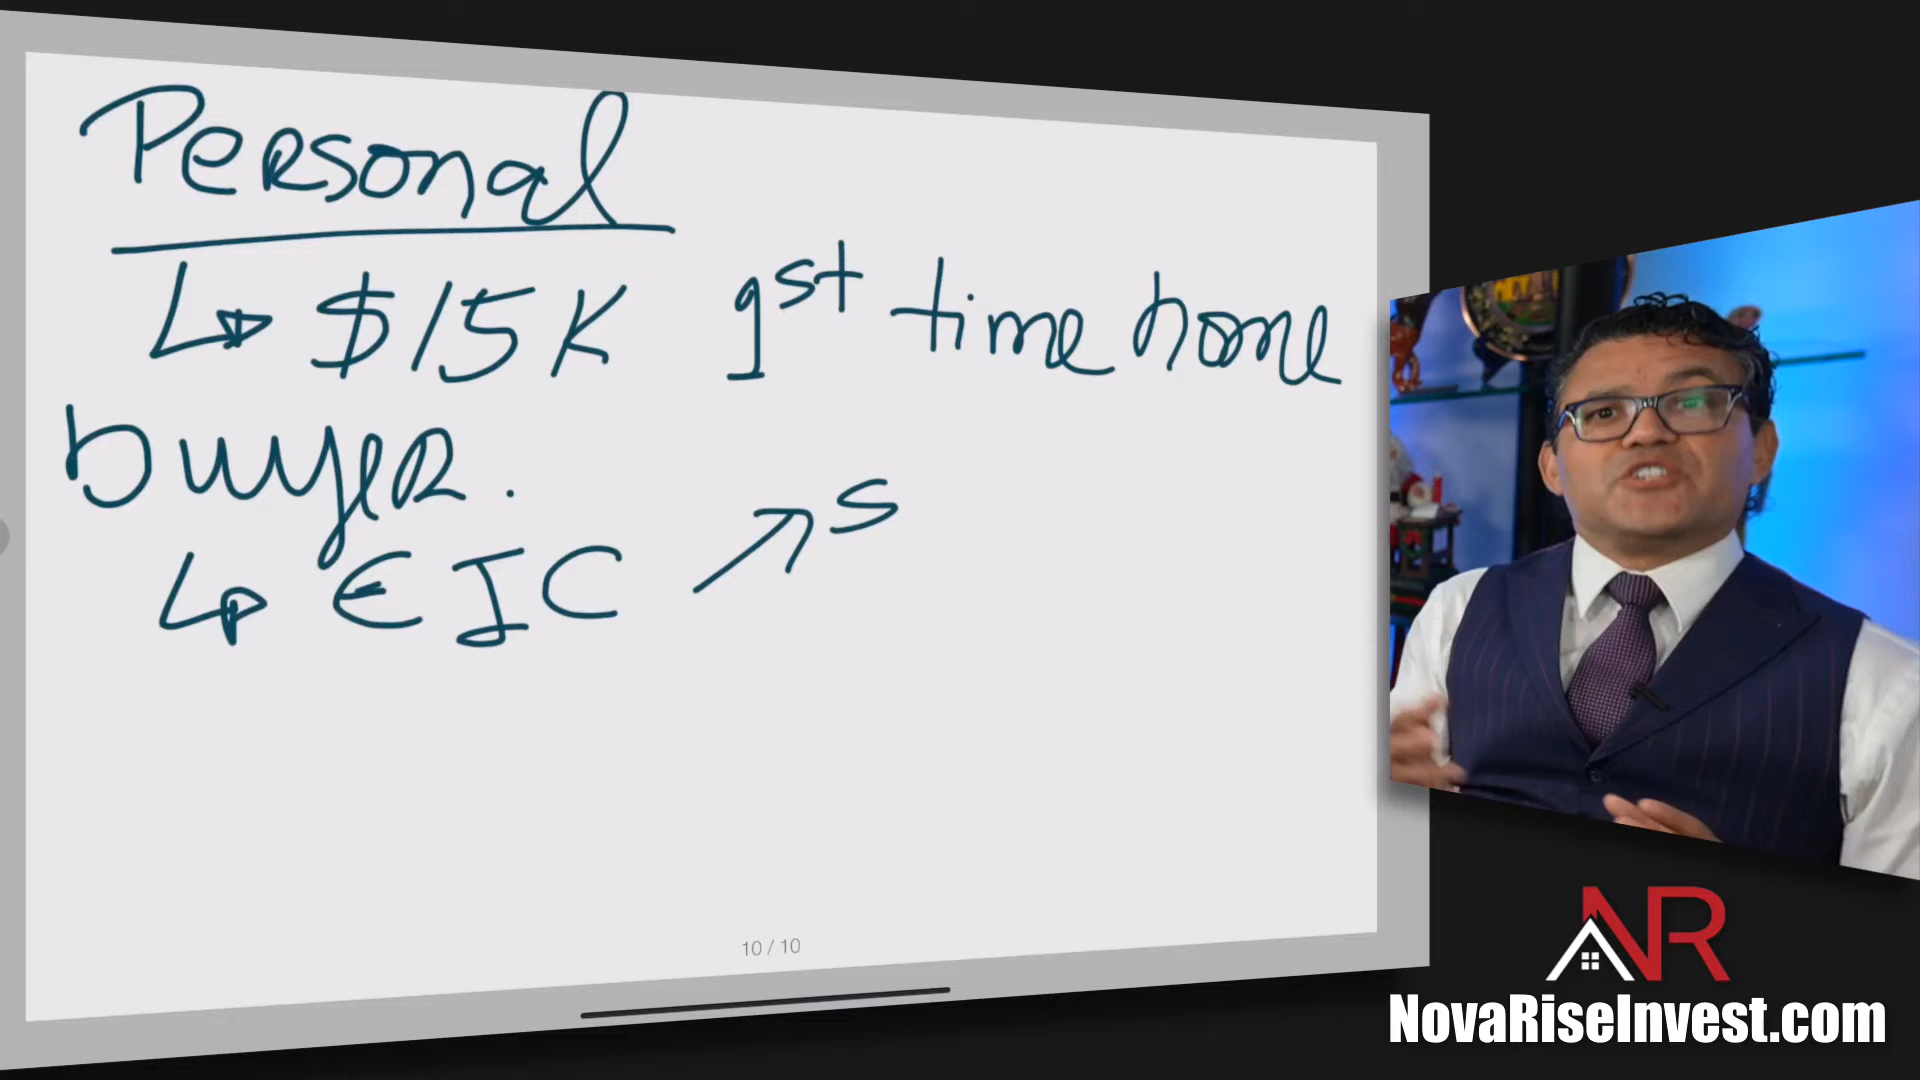 Personal
↳ $15K 1st time home
buyer.
↳ EIC ↗ S
10 / 10
NR
NovaRiseInvest.com